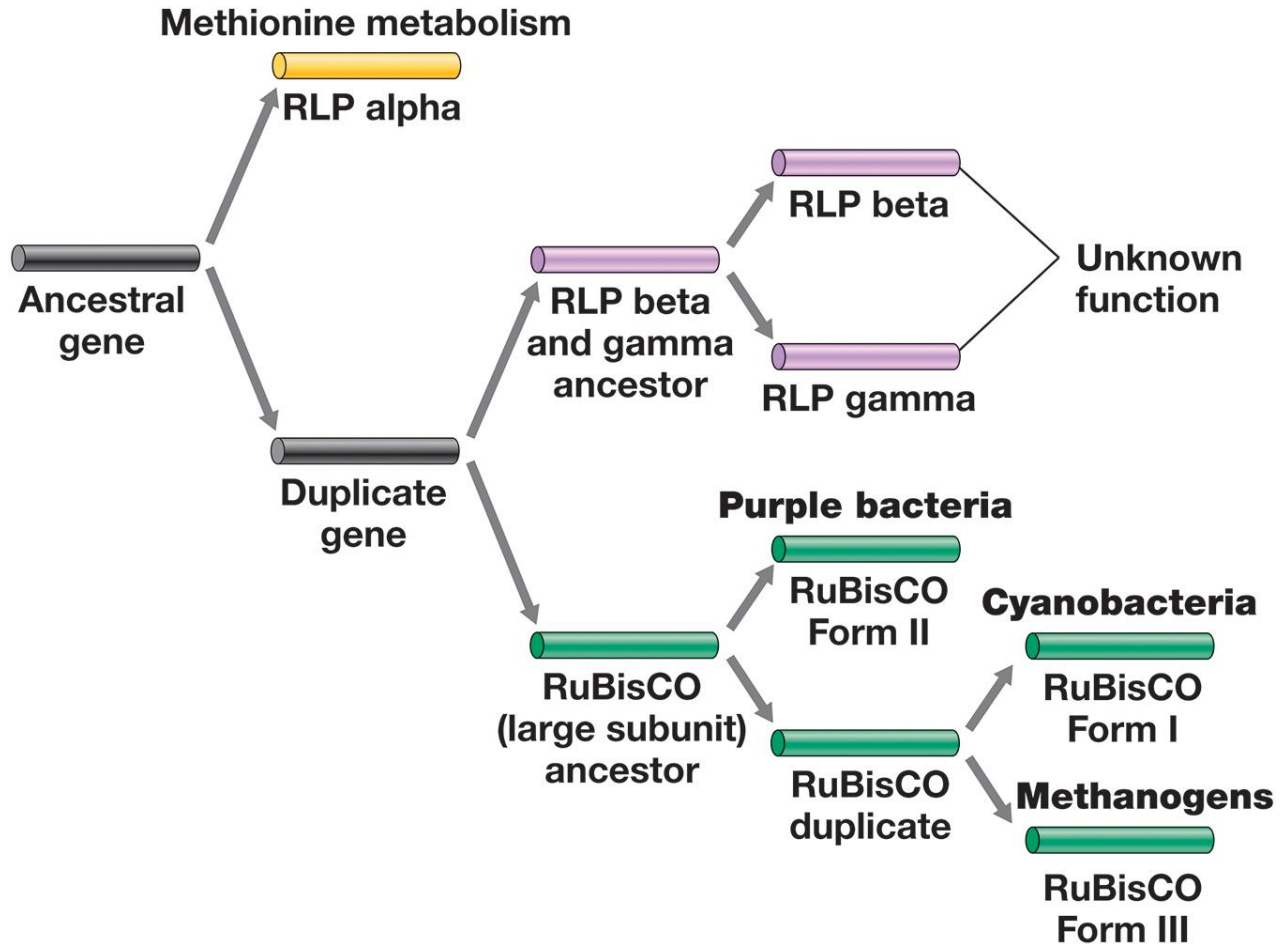 Methionine metabolism
RLP alpha
Ancestral
gene
RLP beta
Unknown
function
RLP beta
and gamma
ancestor
RLP gamma
Duplicate
gene
Purple bacteria
RuBisCO
Form II
Cyanobacteria
RuBisCO
Form I
RuBisCO
(large subunit)
ancestor
RuBisCO
duplicate
Methanogens
RuBisCO
Form III